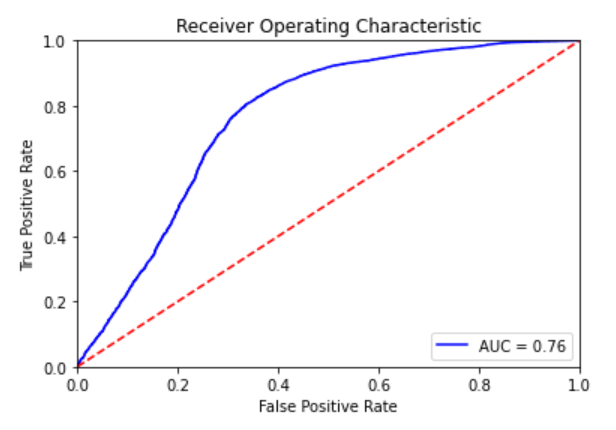 Receiver Operating Characteristic
1.0
0.8
0.6
0.4
0.2
0.0
True Positive Rate
AUC = 0.76
0.0 0.2 0.4 0.6 0.8 1.0
False Positive Rate